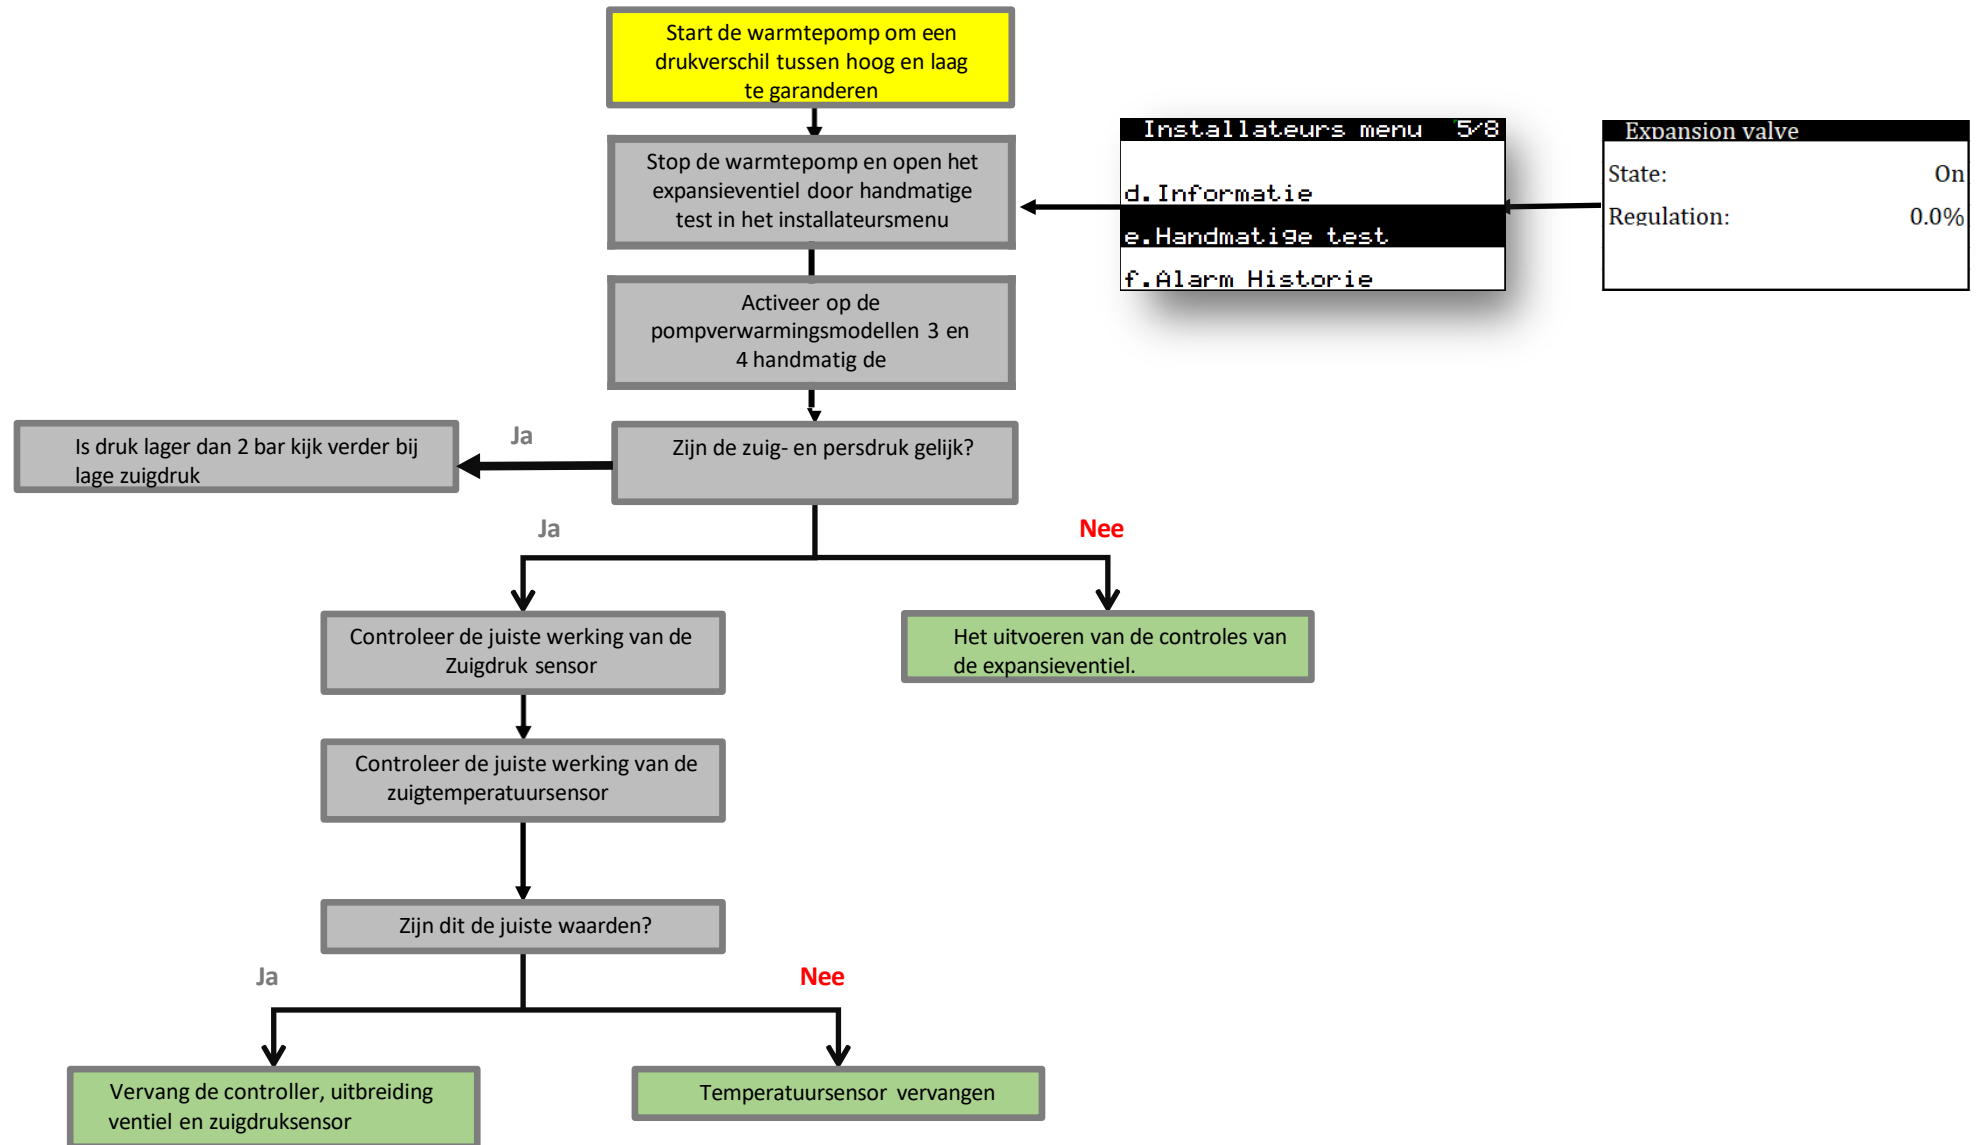 Start de warmtepomp om een
drukverschil tussen hoog en laag
te garanderen
Stop de warmtepomp en open het
expansieventiel door handmatige
test in het installateursmenu
Installateurs menu 5/8
d.Informatie
e.Handmatige test
f.Alarm Historie
Expansion valve
State: On
Regulation: 0.0%
Activeer op de
pompverwarmingsmodellen 3 en
4 handmatig de
Ja
Is druk lager dan 2 bar kijk verder bij
lage zuigdruk
Zijn de zuig- en persdruk gelijk?
Ja
Nee
Controleer de juiste werking van de
Zuigdruk sensor
Het uitvoeren van de controles van
de expansieventiel.
Controleer de juiste werking van de
zuigtemperatuursensor
Zijn dit de juiste waarden?
Ja
Nee
Vervang de controller, uitbreiding
ventiel en zuigdruksensor
Temperatuursensor vervangen